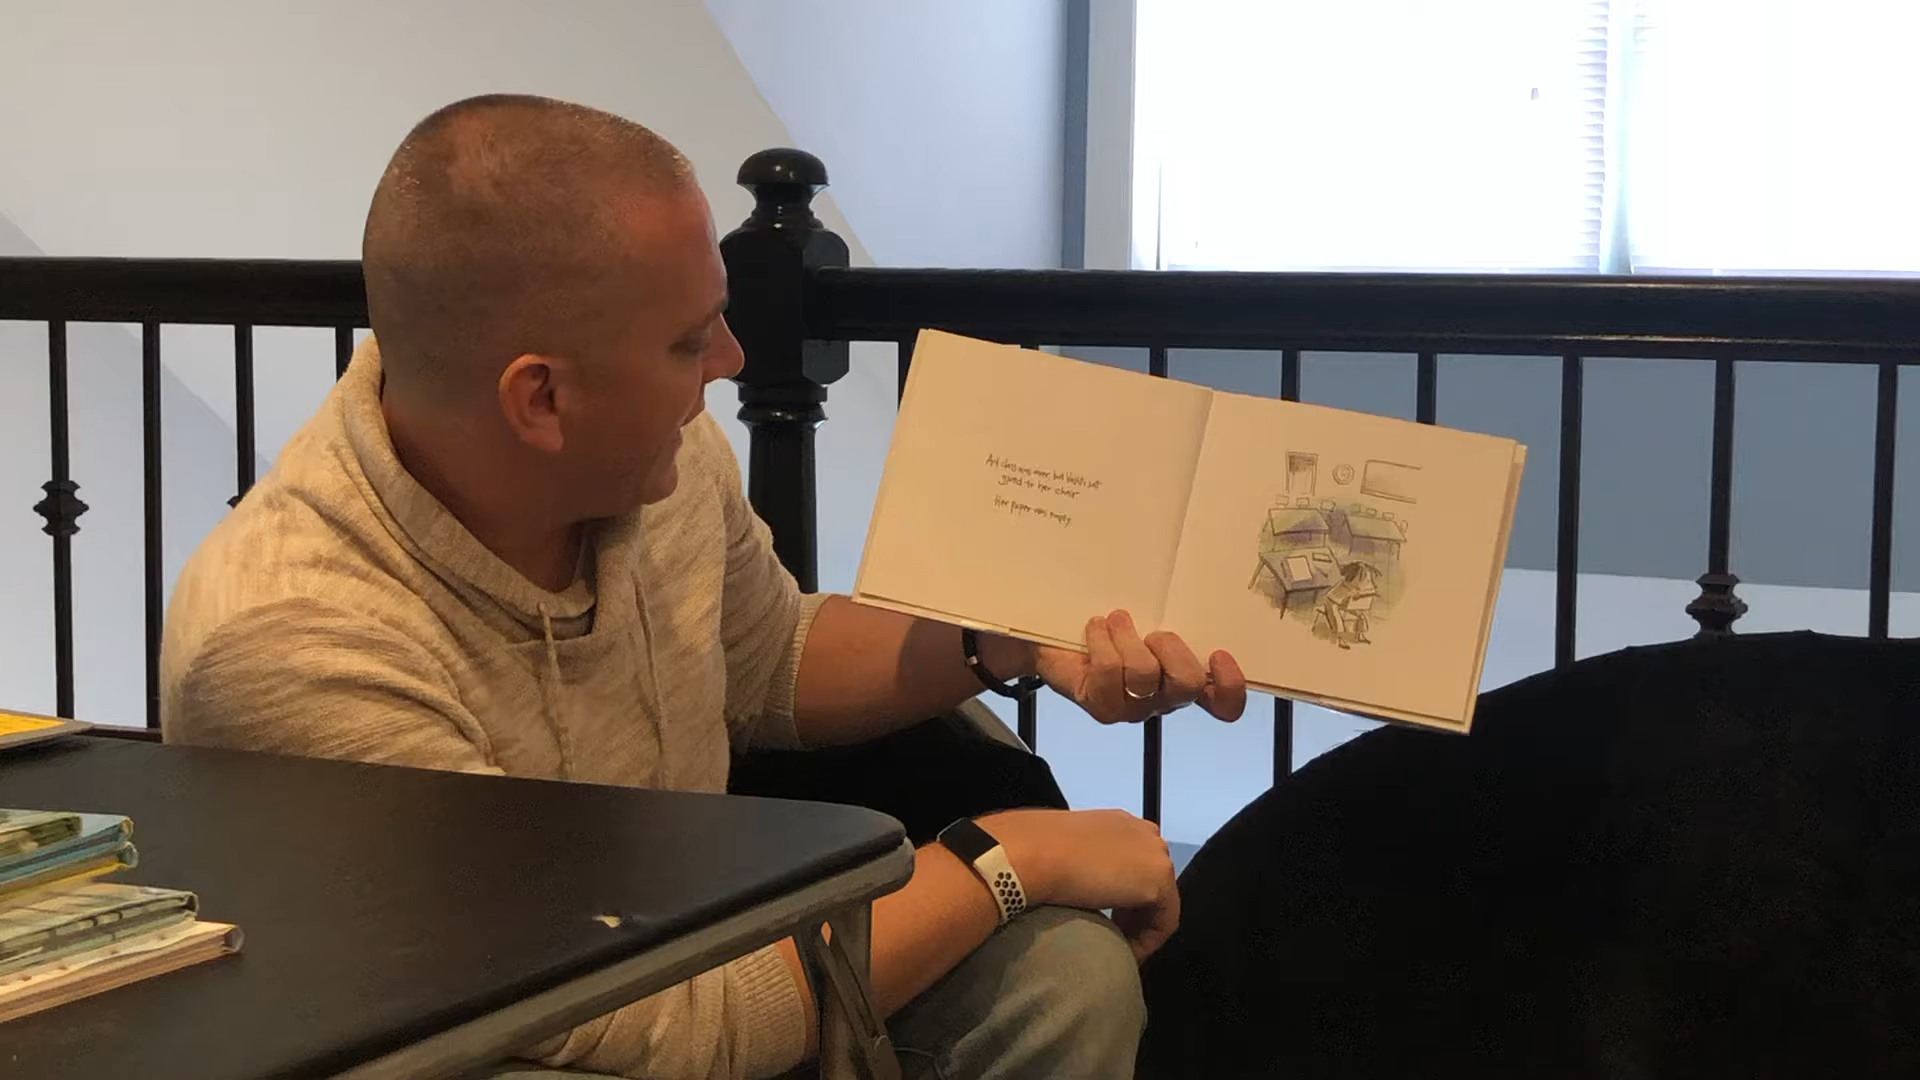 Art class was over, but Vashti sat
glued to her chair.
Her paper was empty.